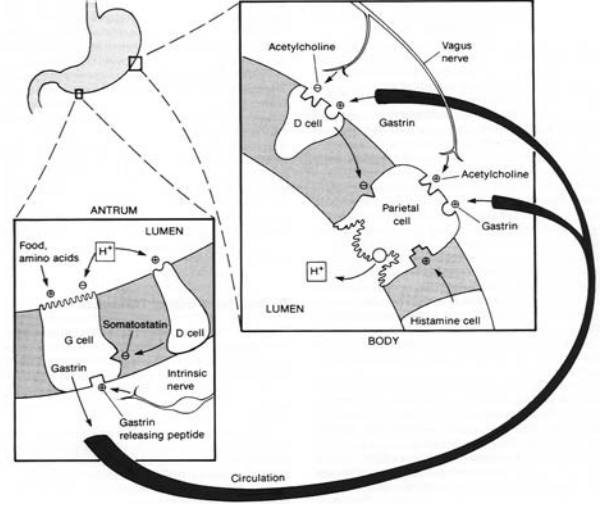 Acetylcholine
Vagus
nerve
D cell
Gastrin
Acetylcholine
Parietal
cell
Gastrin
H+
LUMEN
Histamine cell
BODY
ANTRUM
LUMEN
Food,
amino acids
H+
Somatostatin
D cell
G cell
Gastrin
Intrinsic
nerve
Gastrin
releasing peptide
Circulation